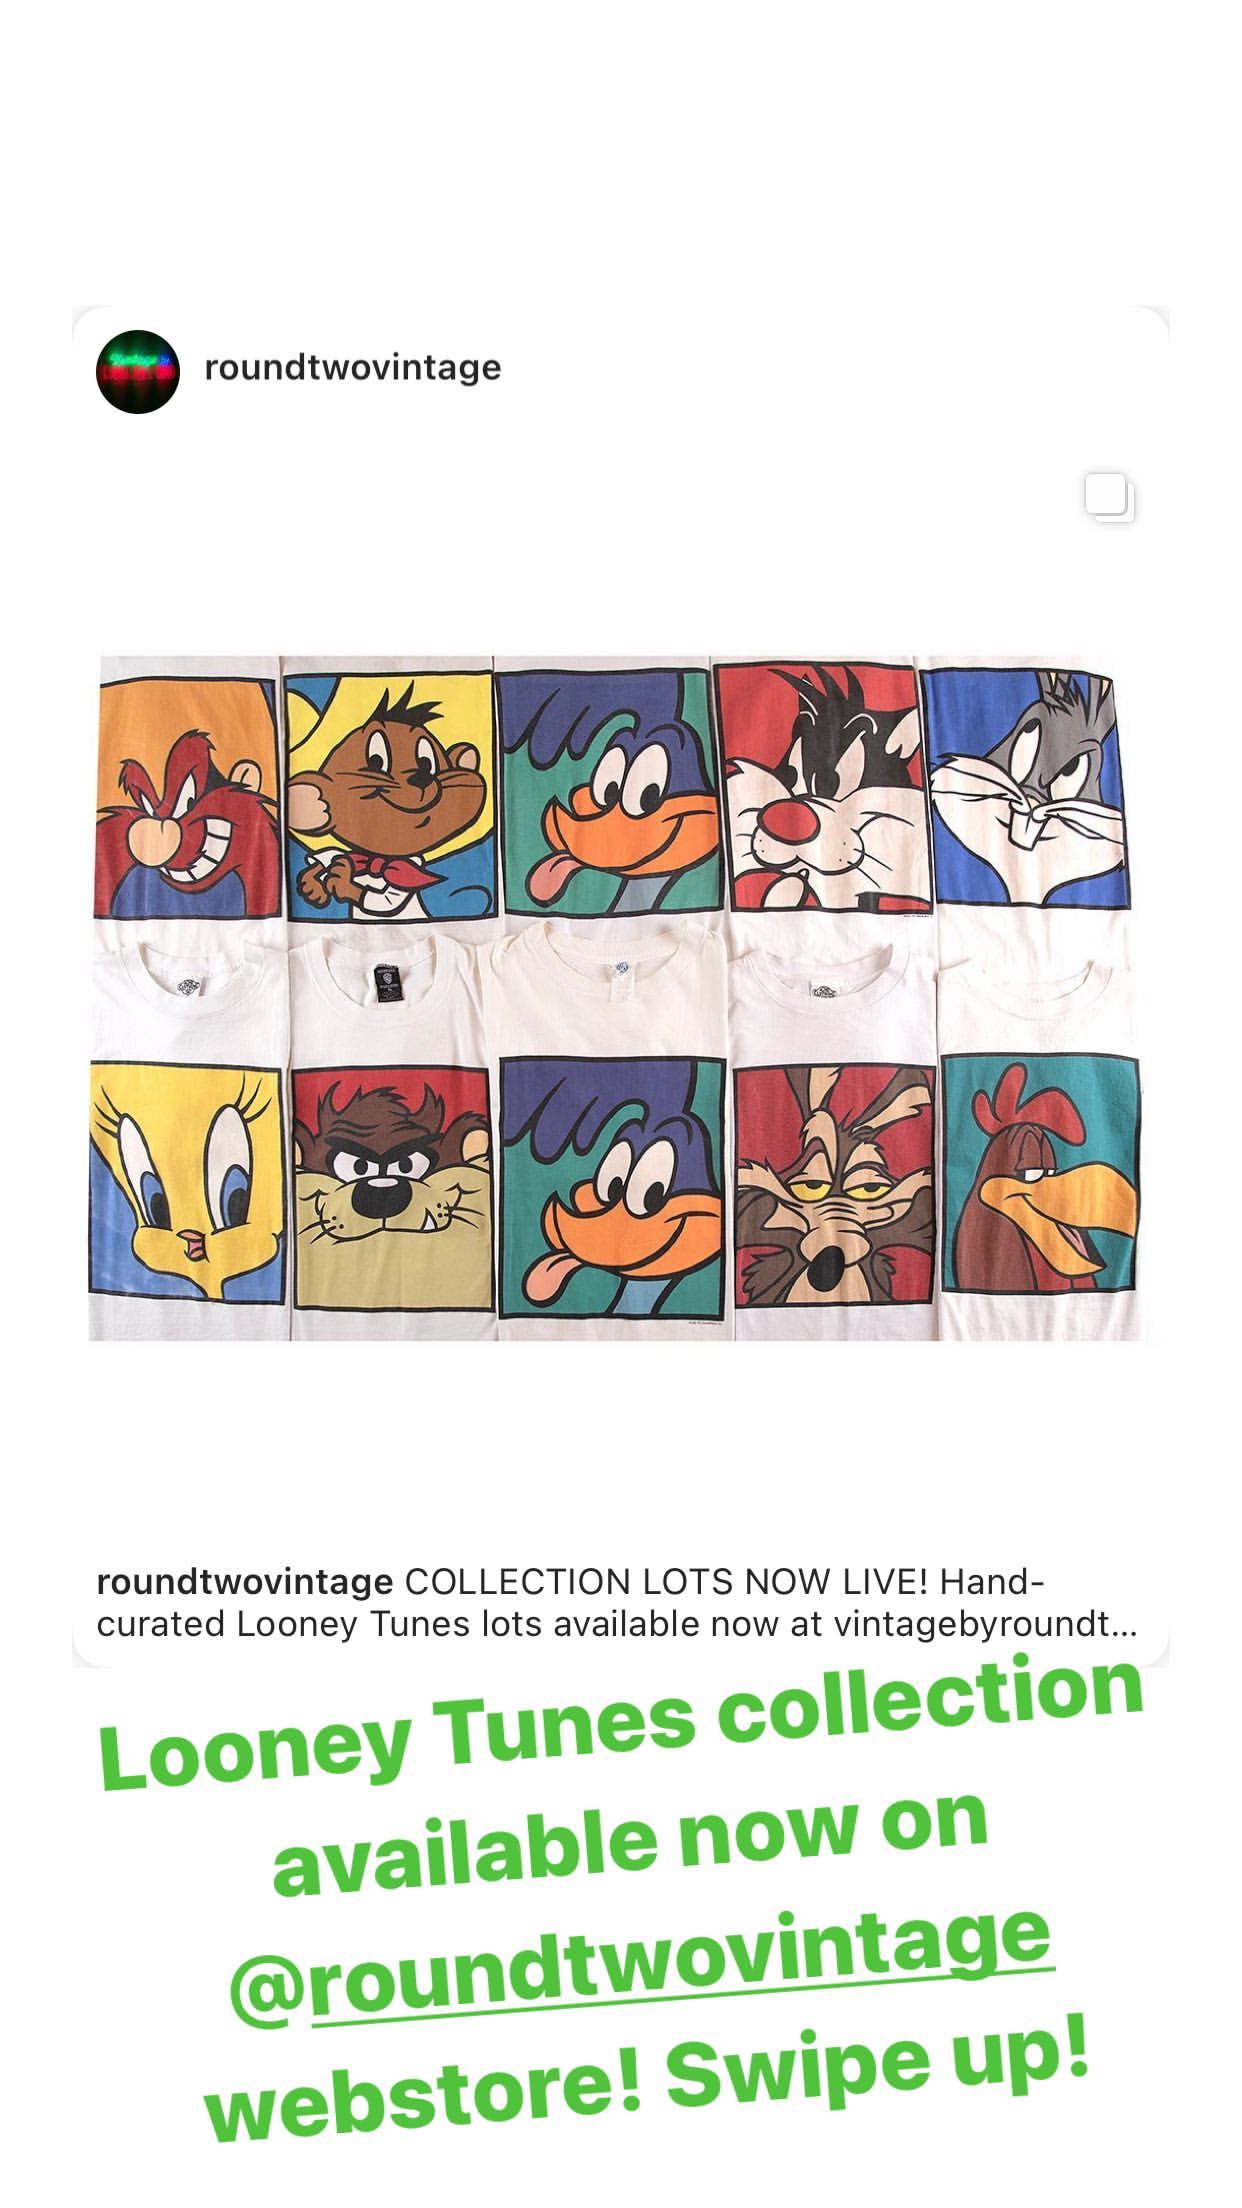 roundtwovintage
roundtwovintage COLLECTION LOTS NOW LIVE! Hand-
curated Looney Tunes lots available now at vintagebyroundt...
Looney Tunes collection
available now on
@roundtwovintage
webstore! Swipe up!